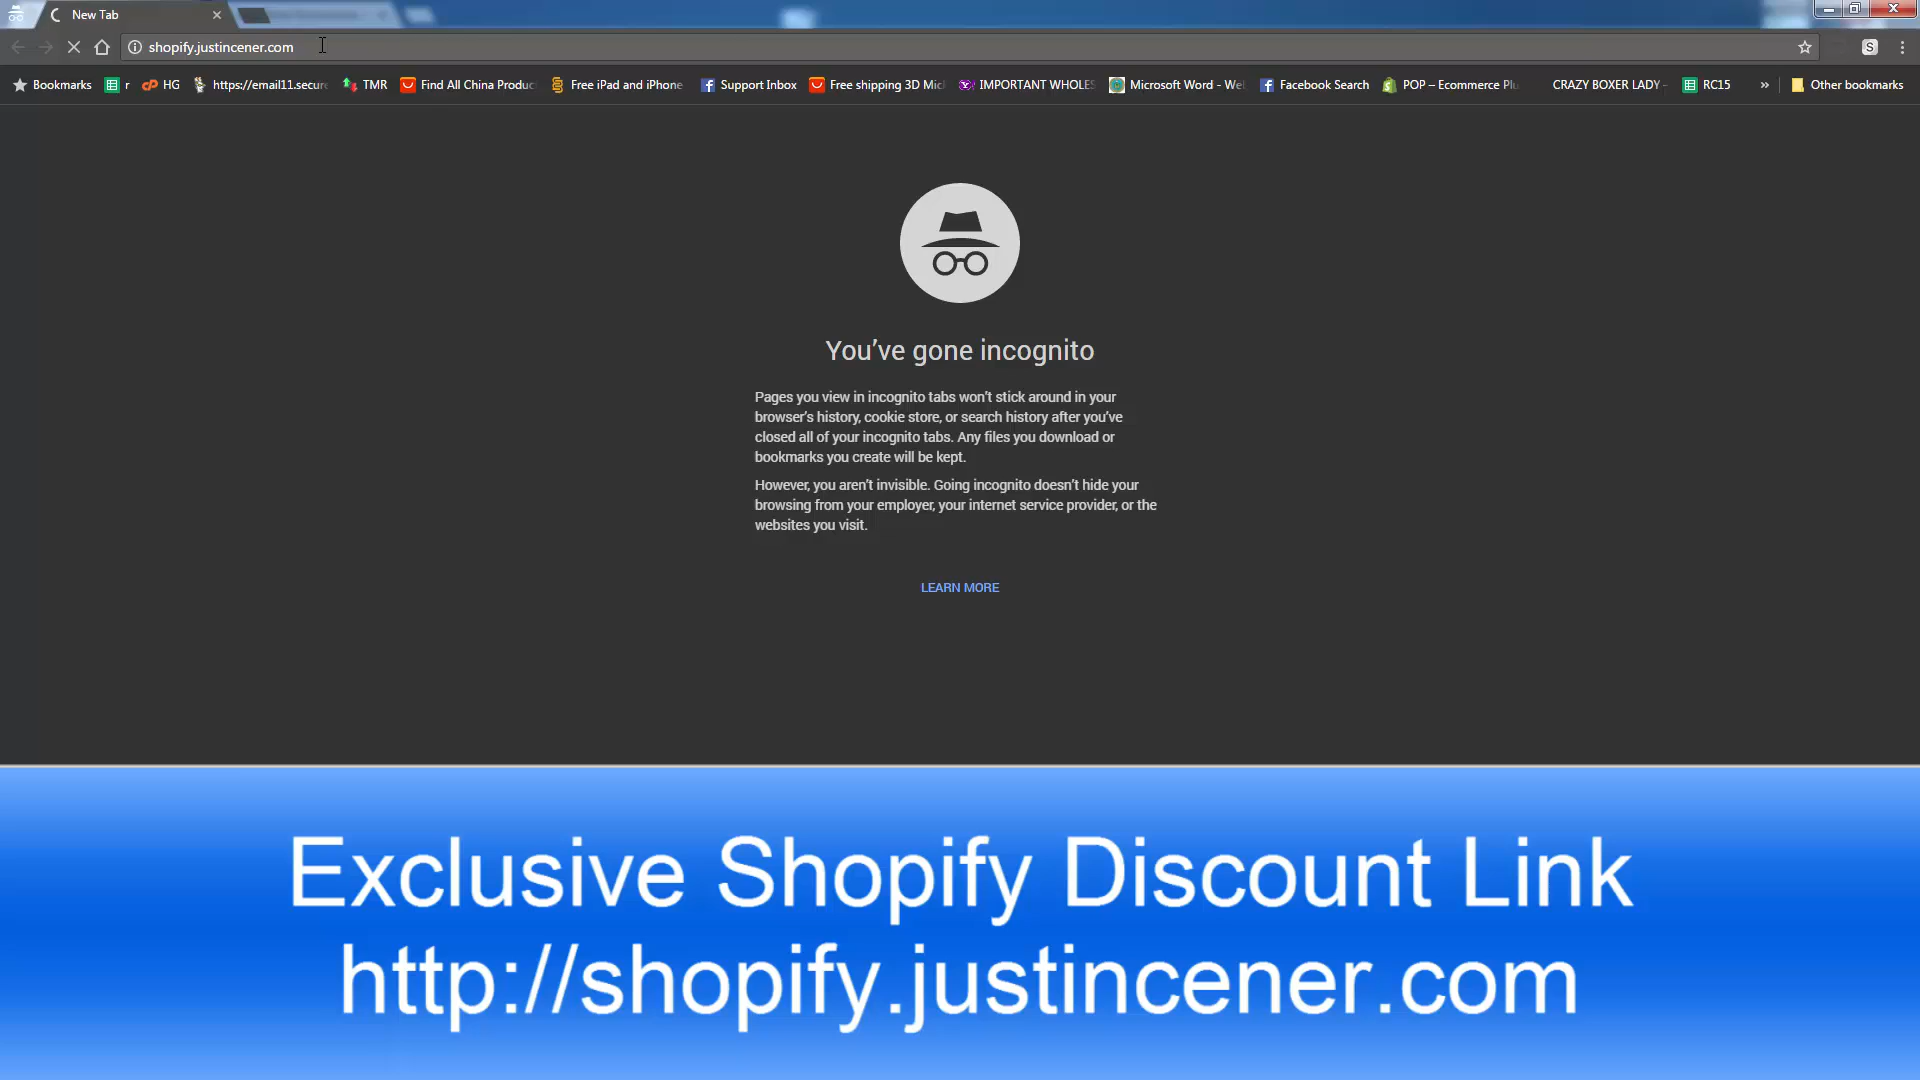 New Tab
shopify.justincener.com
S
Bookmarks r HG https://email11.secure TMR Find All China Produc Free iPad and iPhone Support Inbox Free shipping 3D Mic IMPORTANT WHOLES Microsoft Word - We Facebook Search POP – Ecommerce Plu CRAZY BOXER LADY - RC15 » Other bookmarks
You've gone incognito
Pages you view in incognito tabs won't stick around in your
browser's history, cookie store, or search history after you've
closed all of your incognito tabs. Any files you download or
bookmarks you create will be kept.
However, you aren't invisible. Going incognito doesn't hide your
browsing from your employer, your internet service provider, or the
websites you visit.
LEARN MORE
Exclusive Shopify Discount Link
http://shopify.justincener.com